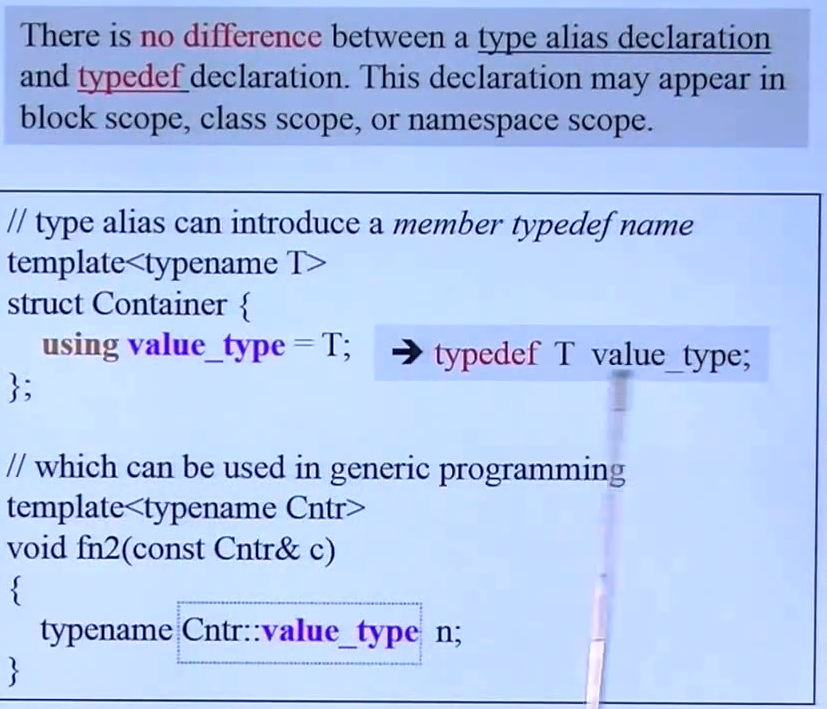 There is no difference between a type alias declaration
and typedef declaration. This declaration may appear in
block scope, class scope, or namespace scope.
// type alias can introduce a member typedef name
template<typename T>
struct Container {
using value_type = T; ➔ typedef T value_type;
};
// which can be used in generic programming
template<typename Cntr>
void fn2(const Cntr& c)
{
typename Cntr::value_type n;
}